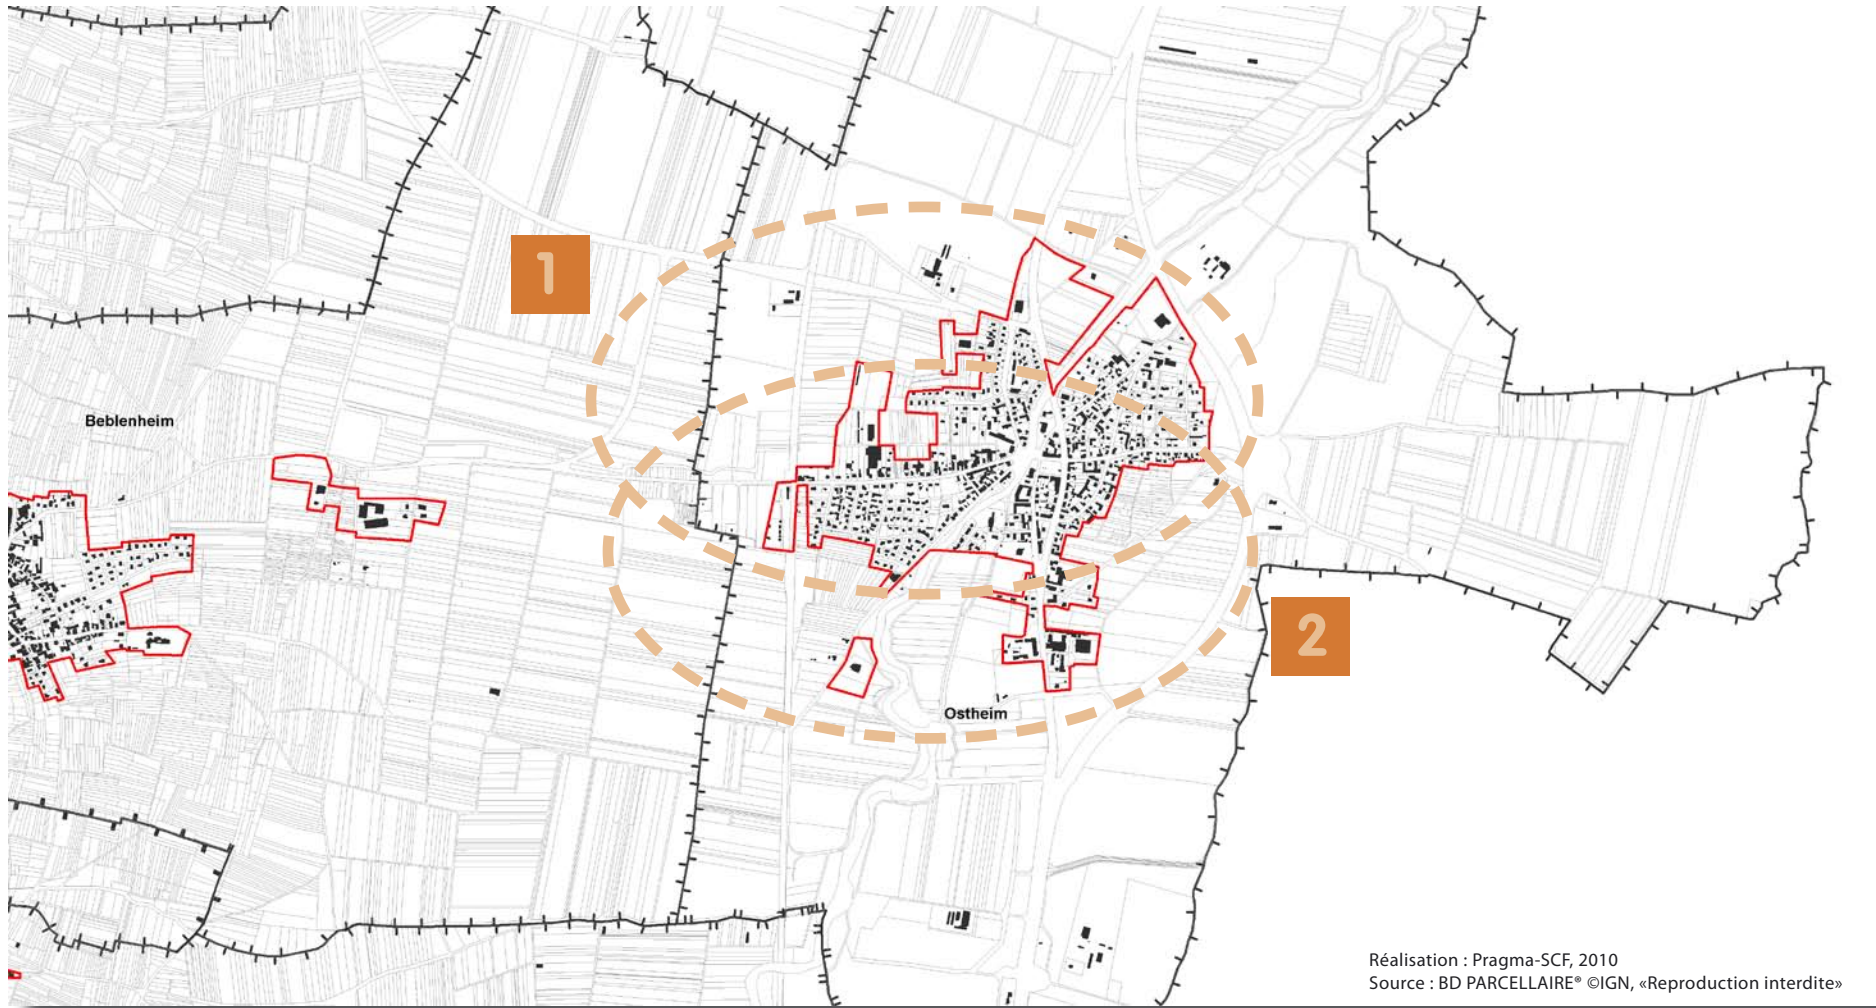 1
Beblenheim
2
Ostheim
Réalisation : Pragma-SCF, 2010
Source : BD PARCELLAIRE® ©IGN, «Reproduction interdite»